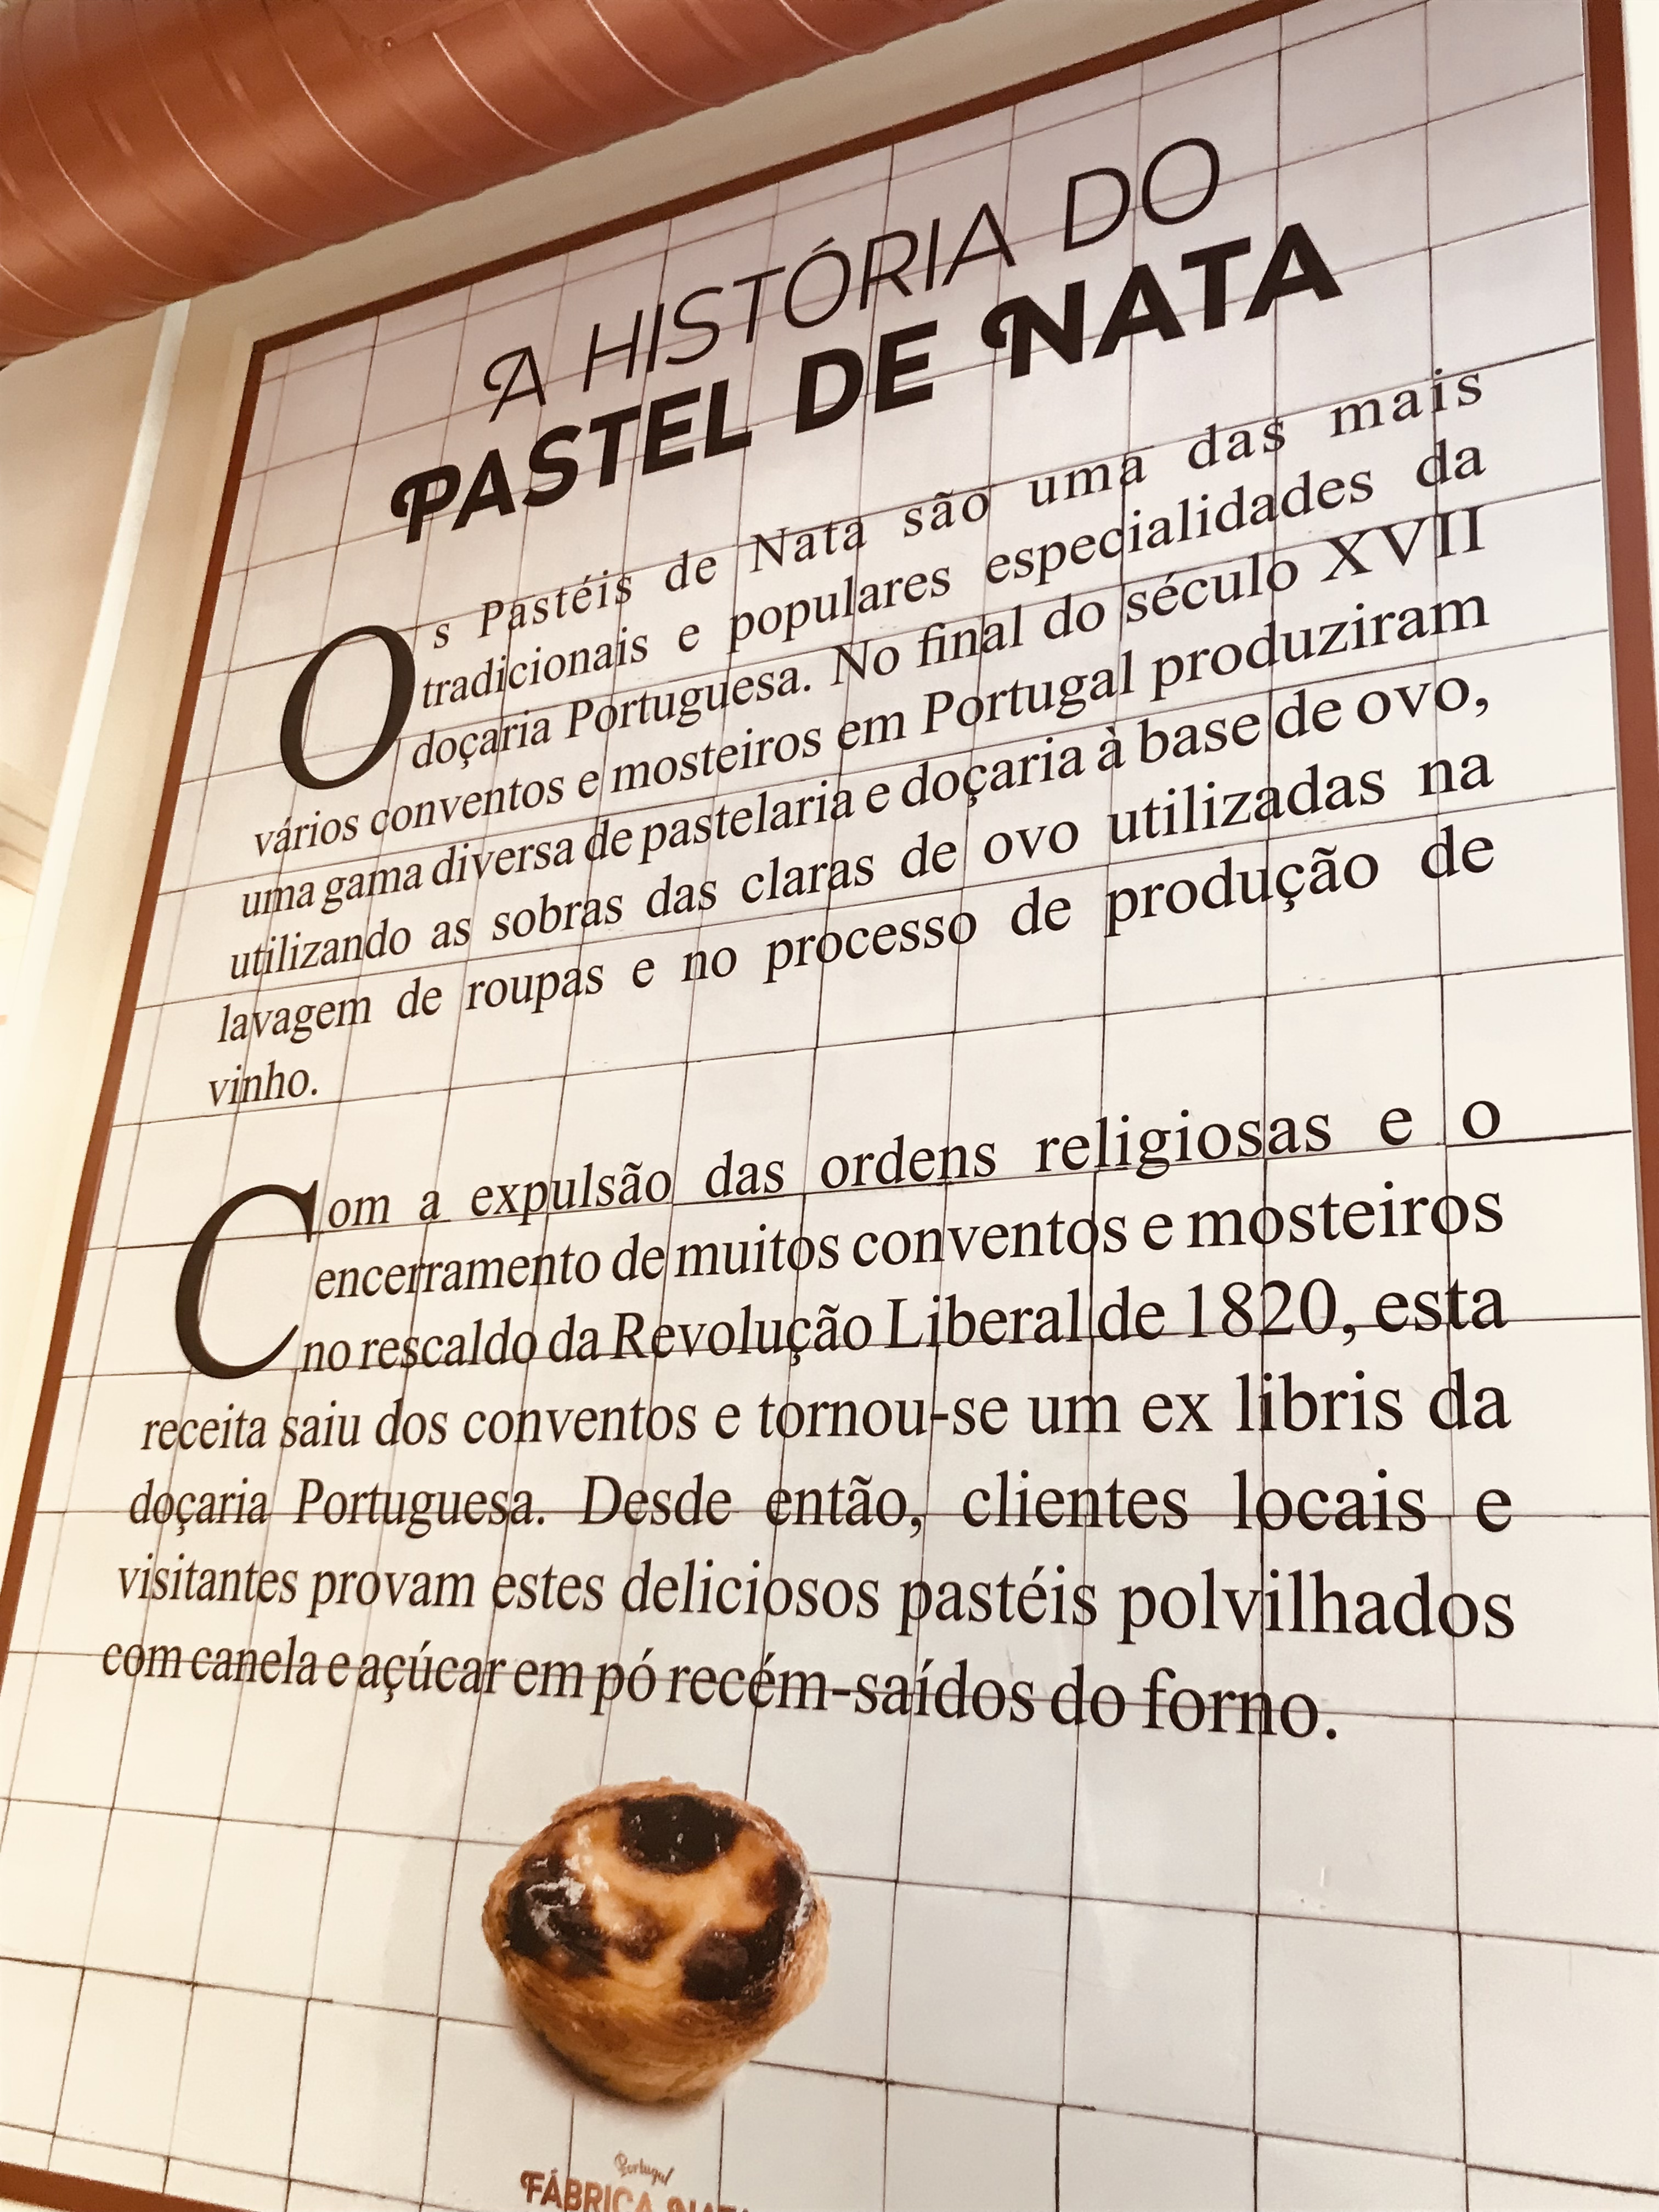 A HISTÓRIA DO
PASTEL DE NATA
Os Pastéis de Nata são uma das mais
tradicionais e populares especialidades da
doçaria Portuguesa. No final do século XVII
vários conventos e mosteiros em Portugal produziram
uma gama diversa de pastelaria e doçaria à base de ovo,
utilizando as sobras das claras de ovo utilizadas na
lavagem de roupas e no processo de produção de
vinho.
Com a expulsão das ordens religiosas e o
encerramento de muitos conventos e mosteiros
no rescaldo da Revolução Liberal de 1820, esta
receita saiu dos conventos e tornou-se um ex libris da
doçaria Portuguesa. Desde então, clientes locais e
visitantes provam estes deliciosos pastéis polvilhados
com canela e açúcar em pó recém-saídos do forno.
Portugal
FÁBRICA NATA